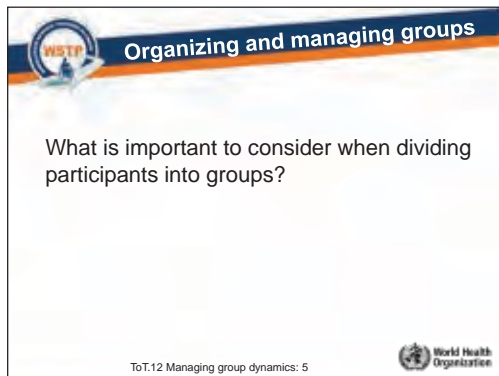 WSTP
Organizing and managing groups
What is important to consider when dividing
participants into groups?
ToT.12 Managing group dynamics: 5
World Health
Organization